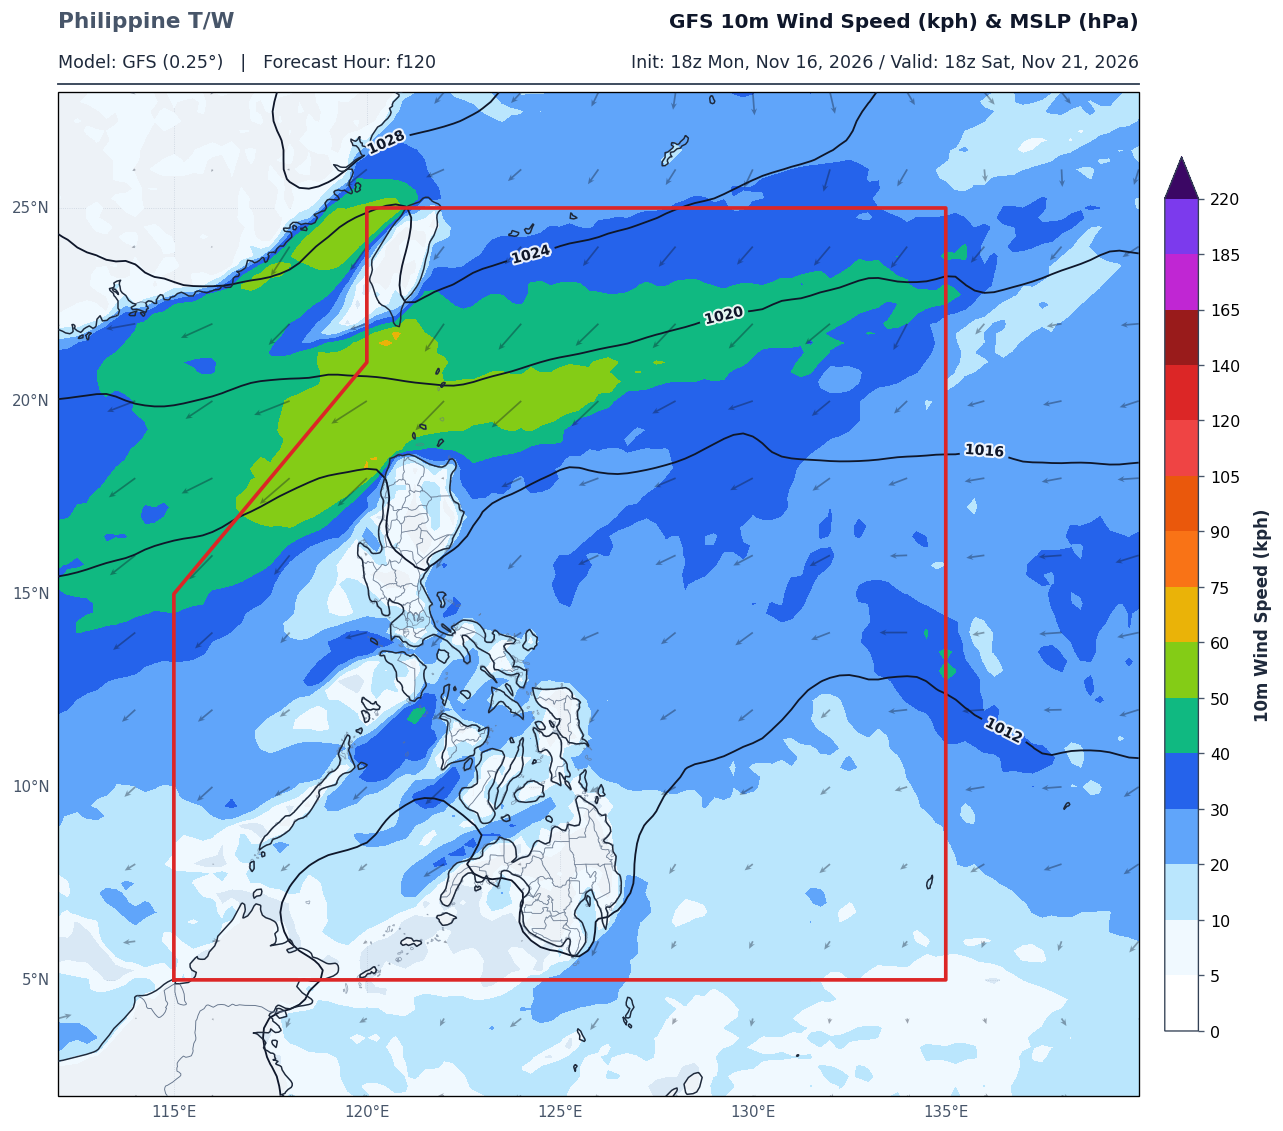 Philippine T/W
GFS 10m Wind Speed (kph) & MSLP (hPa)
Model: GFS (0.25°) | Forecast Hour: f120
Init: 18z Mon, Nov 16, 2026 / Valid: 18z Sat, Nov 21, 2026
1028
1024
1020
1016
1012
25°N
20°N
15°N
10°N
5°N
115°E
120°E
125°E
130°E
135°E
220
185
165
140
120
105
90
75
60
50
40
30
20
10
5
0
10m Wind Speed (kph)